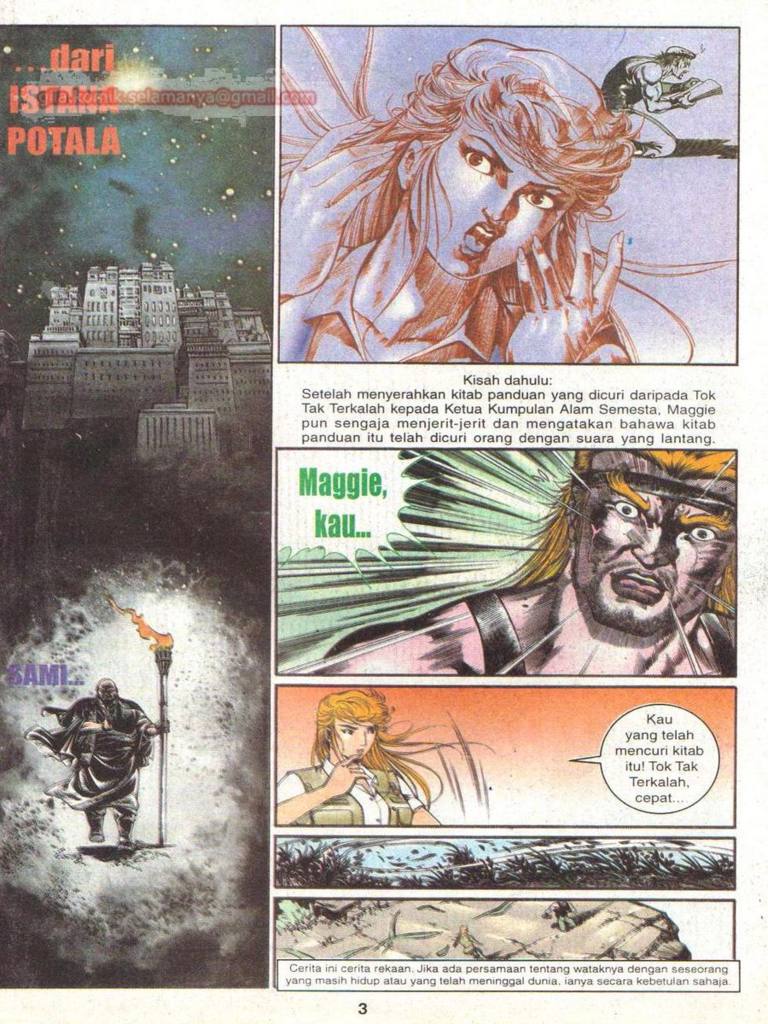 ...dari
ISTANA
POTALA
SAMI...
Kisah dahulu:
Setelah menyerahkan kitab panduan yang dicuri daripada Tok
Tak Terkalah kepada Ketua Kumpulan Alam Semesta, Maggie
pun sengaja menjerit-jerit dan mengatakan bahawa kitab
panduan itu telah dicuri orang dengan suara yang lantang.
Maggie,
kau...
Kau
yang telah
mencuri kitab
itu! Tok Tak
Terkalah,
cepat...
Cerita ini cerita rekaan. Jika ada persamaan tentang wataknya dengan seseorang
yang masih hidup atau yang telah meninggal dunia, ianya secara kebetulan sahaja.
3